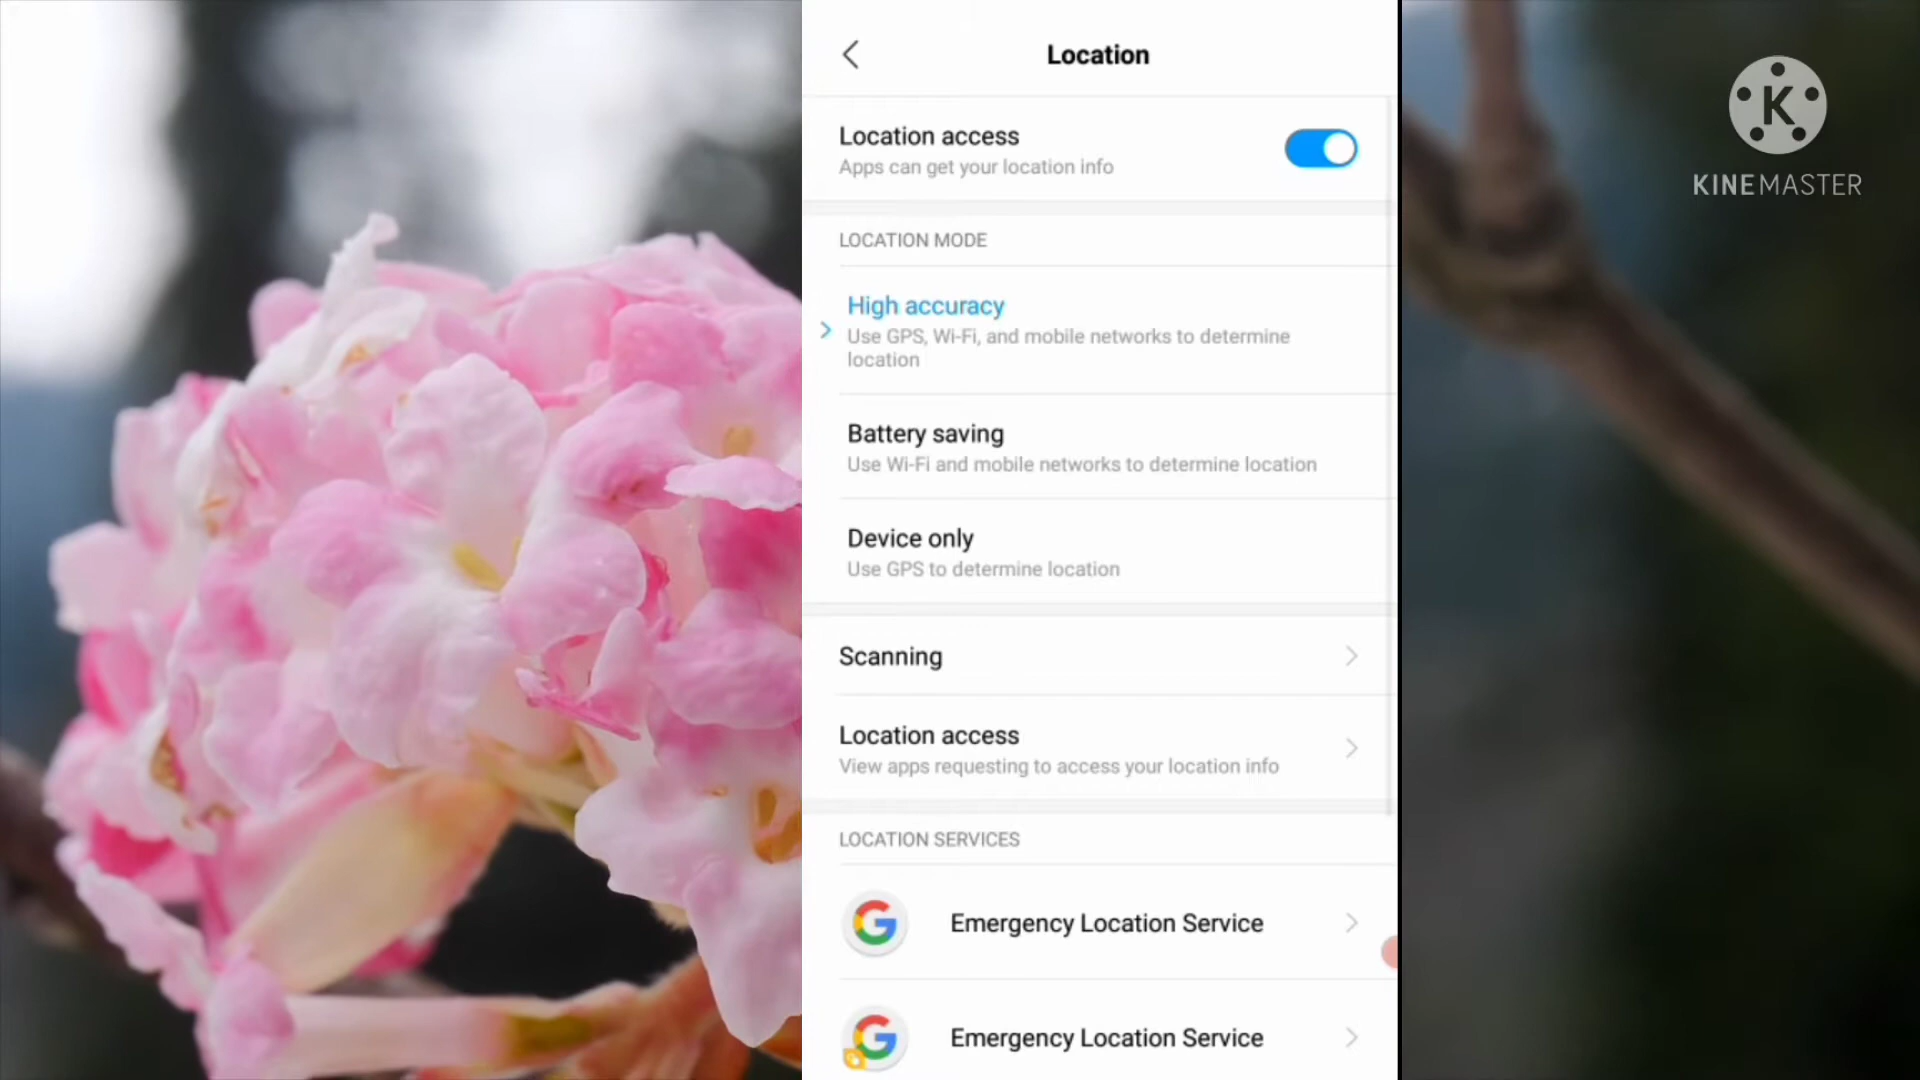 Location
Location access
Apps can get your location info
LOCATION MODE
High accuracy
Use GPS, Wi-Fi, and mobile networks to determine
location
Battery saving
Use Wi-Fi and mobile networks to determine location
Device only
Use GPS to determine location
Scanning
Location access
View apps requesting to access your location info
LOCATION SERVICES
Emergency Location Service
Emergency Location Service
K
KINEMASTER